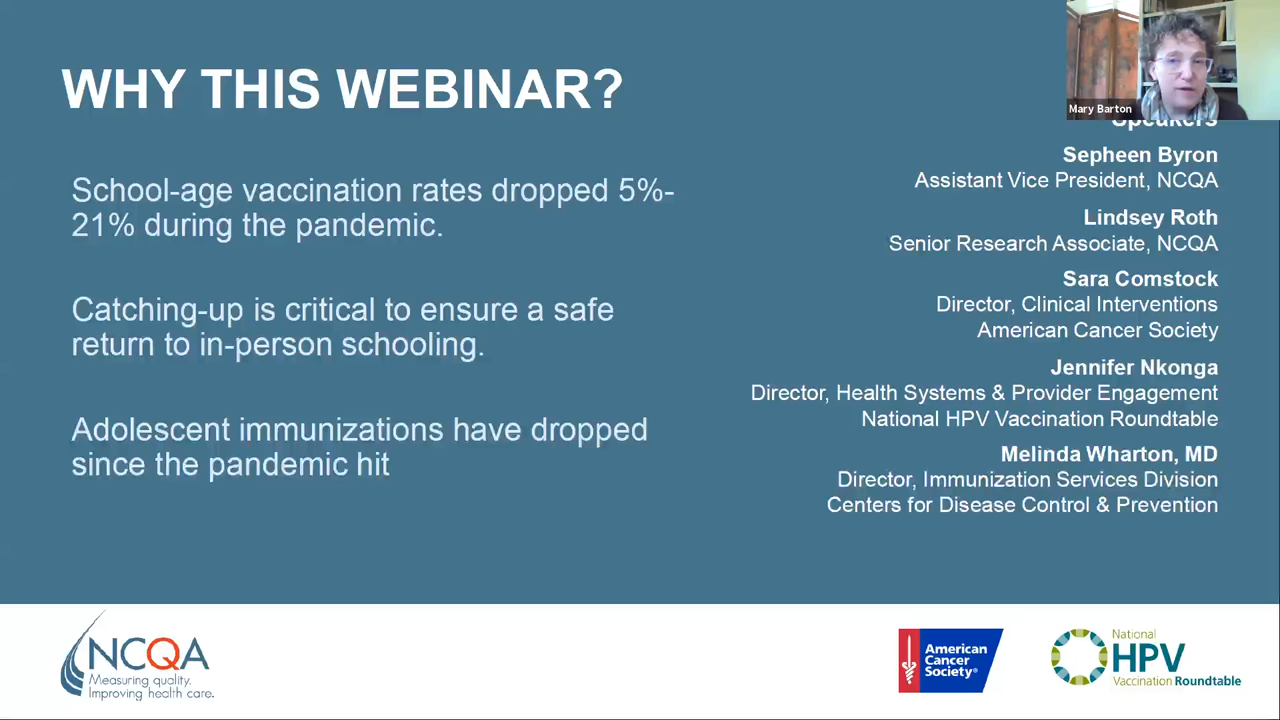 WHY THIS WEBINAR?
School-age vaccination rates dropped 5%-
21% during the pandemic.
Catching-up is critical to ensure a safe
return to in-person schooling.
Adolescent immunizations have dropped
since the pandemic hit
Mary Barton
Speakers
Sepheen Byron
Assistant Vice President, NCQA
Lindsey Roth
Senior Research Associate, NCQA
Sara Comstock
Director, Clinical Interventions
American Cancer Society
Jennifer Nkonga
Director, Health Systems & Provider Engagement
National HPV Vaccination Roundtable
Melinda Wharton, MD
Director, Immunization Services Division
Centers for Disease Control & Prevention
NCQA
Measuring quality.
Improving health care.
American
Cancer
Society®
National
HPV
Vaccination Roundtable